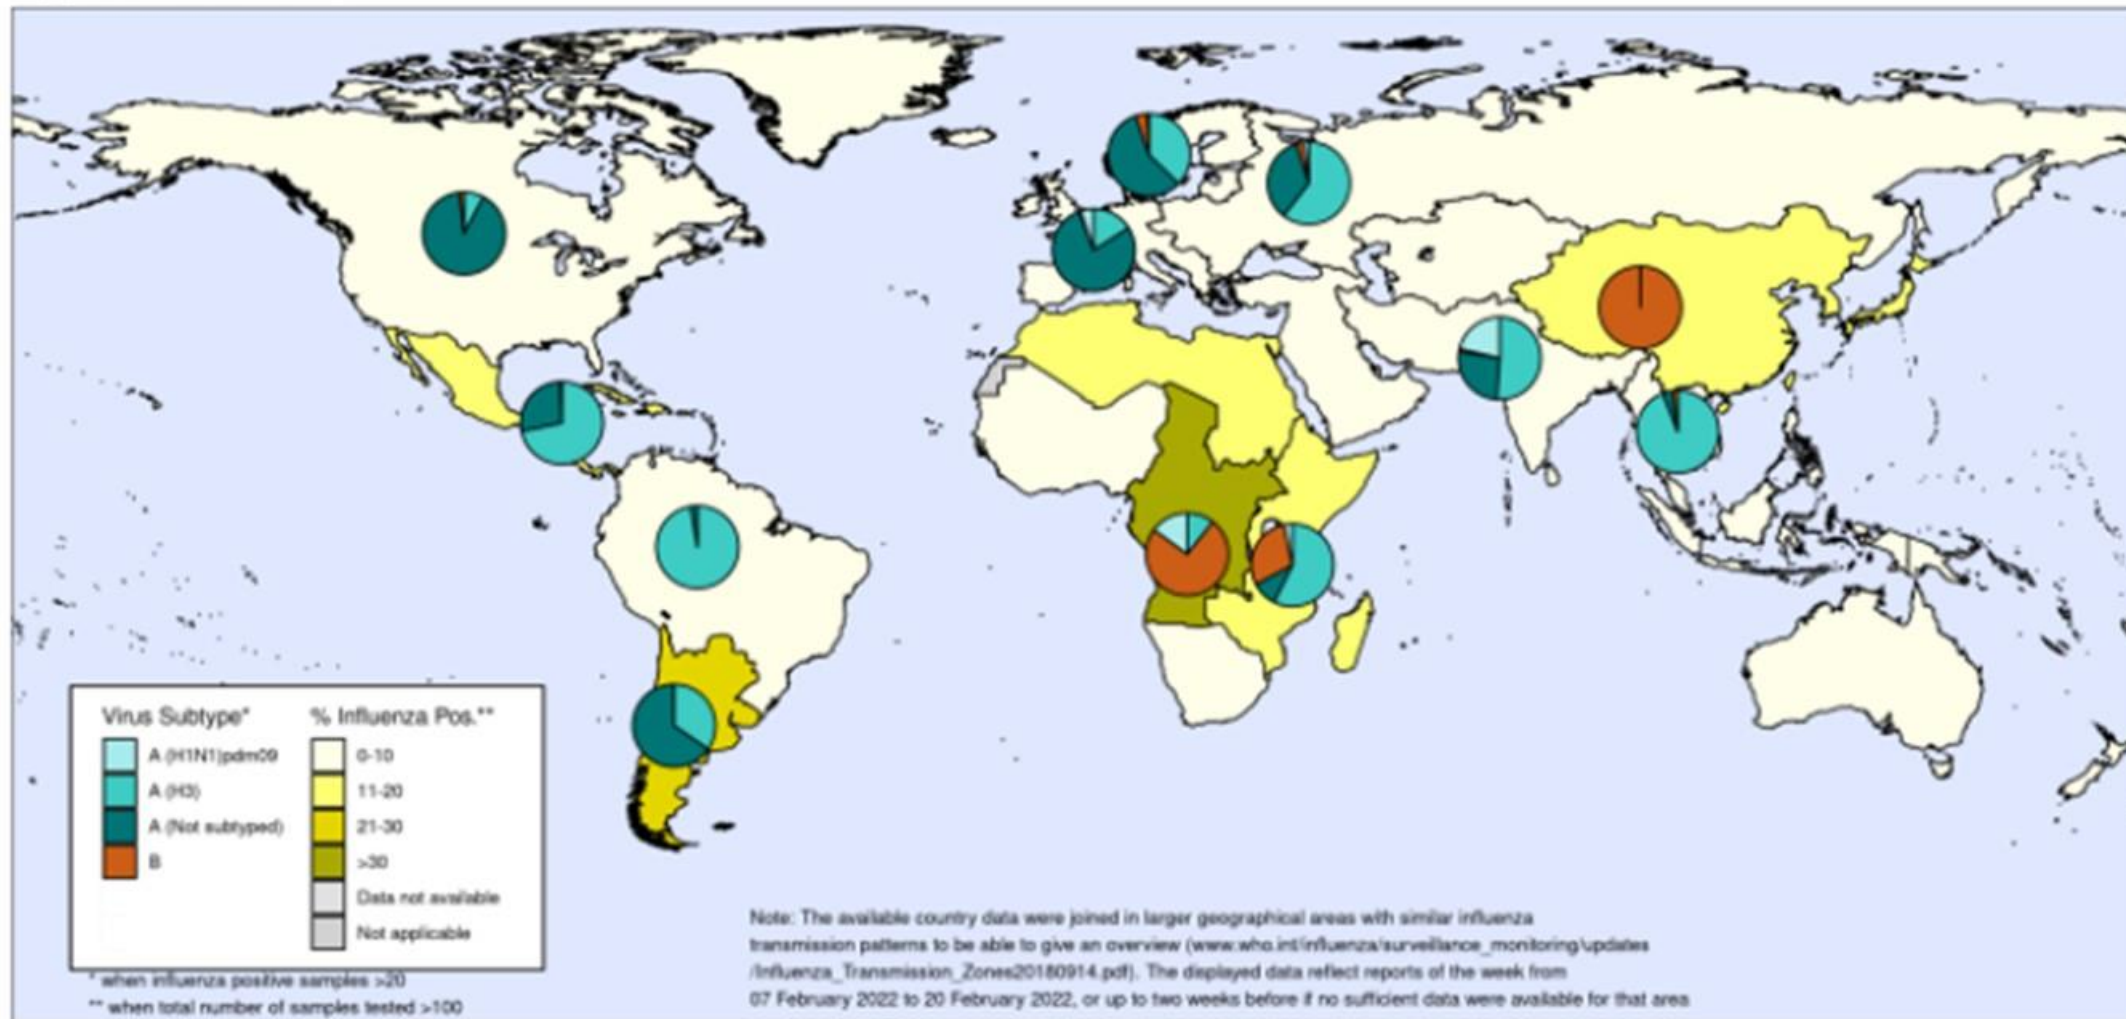 Virus Subtype*
A (H1N1)pdm09
A (H3)
A (Not subtyped)
B
% Influenza Pos.**
0-10
11-20
21-30
>30
Data not available
Not applicable
* when influenza positive samples >20
** when total number of samples tested >100
Note: The available country data were joined in larger geographical areas with similar influenza
transmission patterns to be able to give an overview (www.who.int/influenza/surveillance_monitoring/updates
/Influenza_Transmission_Zones20180914.pdf). The displayed data reflect reports of the week from
07 February 2022 to 20 February 2022, or up to two weeks before if no sufficient data were available for that area